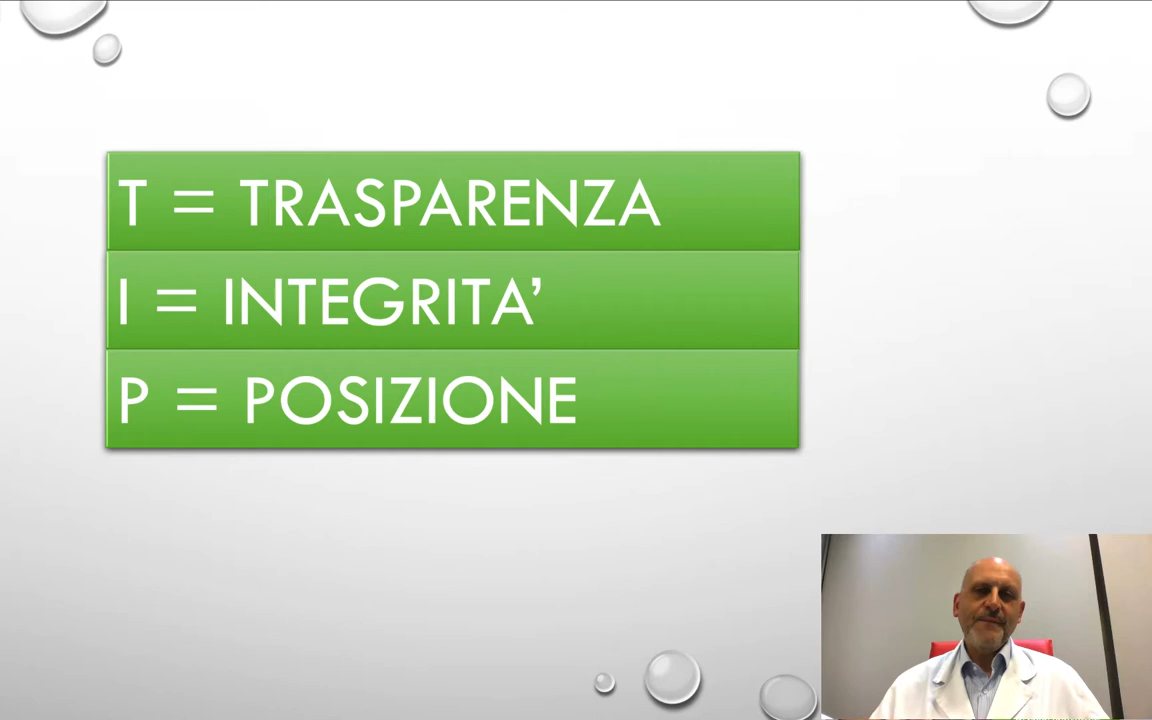 T = TRASPARENZA
I = INTEGRITA’
P = POSIZIONE